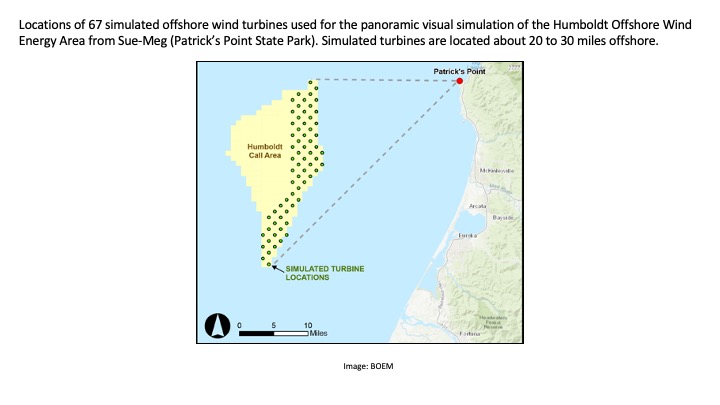 Locations of 67 simulated offshore wind turbines used for the panoramic visual simulation of the Humboldt Offshore Wind
Energy Area from Sue-Meg (Patrick's Point State Park). Simulated turbines are located about 20 to 30 miles offshore.
Patrick's Point
Humboldt
Call Area
McKinleyville
Arcata
Bayside
Eureka
SIMULATED TURBINE
LOCATIONS
0 5 10
Miles
Fortuna
Image: BOEM